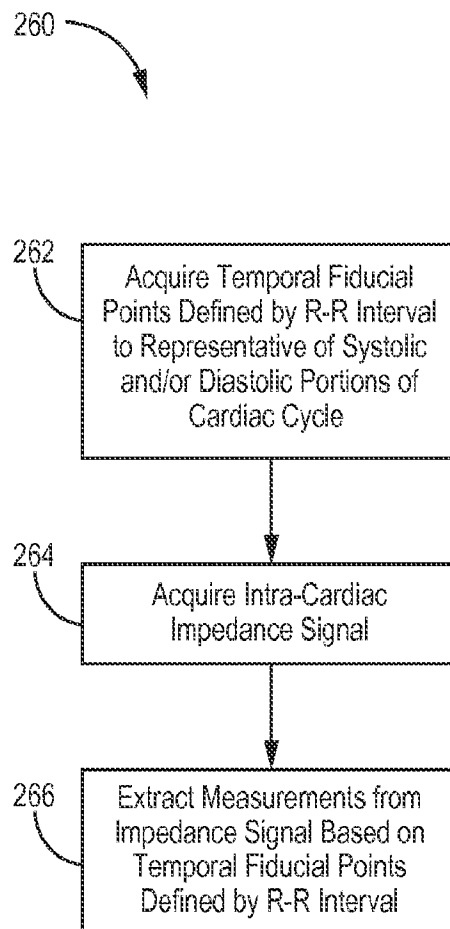 260
262
Acquire Temporal Fiducial
Points Defined by R-R Interval
to Representative of Systolic
and/or Diastolic Portions of
Cardiac Cycle
264
Acquire Intra-Cardiac
Impedance Signal
266
Extract Measurements from
Impedance Signal Based on
Temporal Fiducial Points
Defined by R-R Interval